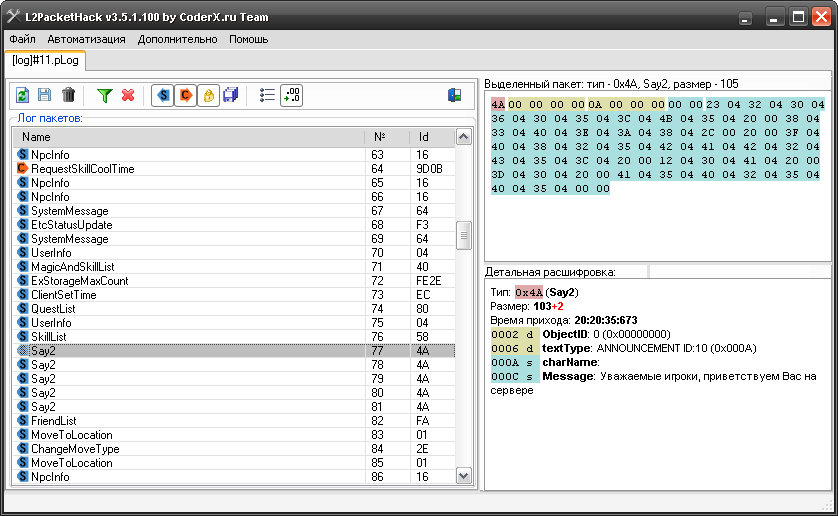 L2PacketHack v3.5.1.100 by CoderX.ru Team
Файл Автоматизация Дополнительно Помощь
[log]#11.pLog
Лог пакетов:
Name № Id
NpcInfo 63 16
RequestSkillCoolTime 64 9D0B
NpcInfo 65 16
NpcInfo 66 16
SystemMessage 67 64
EtcStatusUpdate 68 F3
SystemMessage 69 64
UserInfo 70 04
MagicAndSkillList 71 40
ExStorageMaxCount 72 FE2E
ClientSetTime 73 EC
QuestList 74 80
UserInfo 75 04
SkillList 76 58
Say2 77 4A
Say2 78 4A
Say2 79 4A
Say2 80 4A
Say2 81 4A
FriendList 82 FA
MoveToLocation 83 01
ChangeMoveType 84 2E
MoveToLocation 85 01
NpcInfo 86 16
Выделенный пакет: тип - 0x4A, Say2, размер - 105
4A 00 00 00 00 0A 00 00 00 00 00 23 04 32 04 30 04
36 04 30 04 35 04 3C 04 4B 04 35 04 20 00 38 04
33 04 40 04 3E 04 3A 04 38 04 2C 00 20 00 3F 04
40 04 38 04 32 04 35 04 42 04 41 04 42 04 32 04
43 04 35 04 3C 04 20 00 12 04 30 04 41 04 20 00
3D 04 30 04 20 00 41 04 35 04 40 04 32 04 35 04
40 04 35 04 00 00
Детальная расшифровка:
Тип: 0x4A (Say2)
Размер: 103+2
Время прихода: 20:20:35:673
0002 d ObjectID: 0 (0x00000000)
0006 d textType: ANNOUNCEMENT ID:10 (0x000A)
000A s charName:
000C s Message: Уважаемые игроки, приветствуем Вас на
сервере